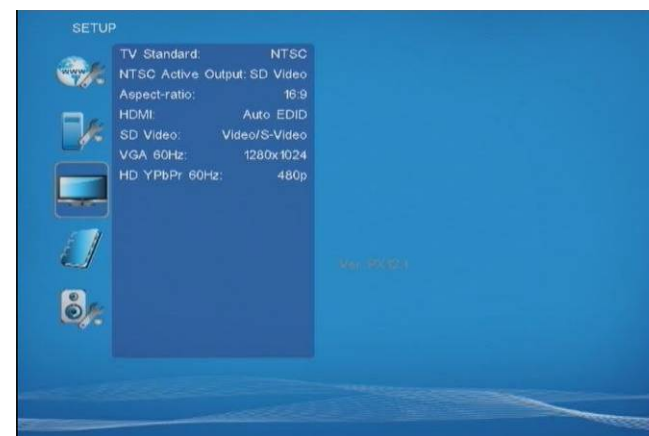 SETUP
www
TV Standard: NTSC
NTSC Active Output: SD Video
Aspect-ratio: 16:9
HDMI: Auto EDID
SD Video: Video/S-Video
VGA 60Hz: 1280x1024
HD YPbPr 60Hz: 480p